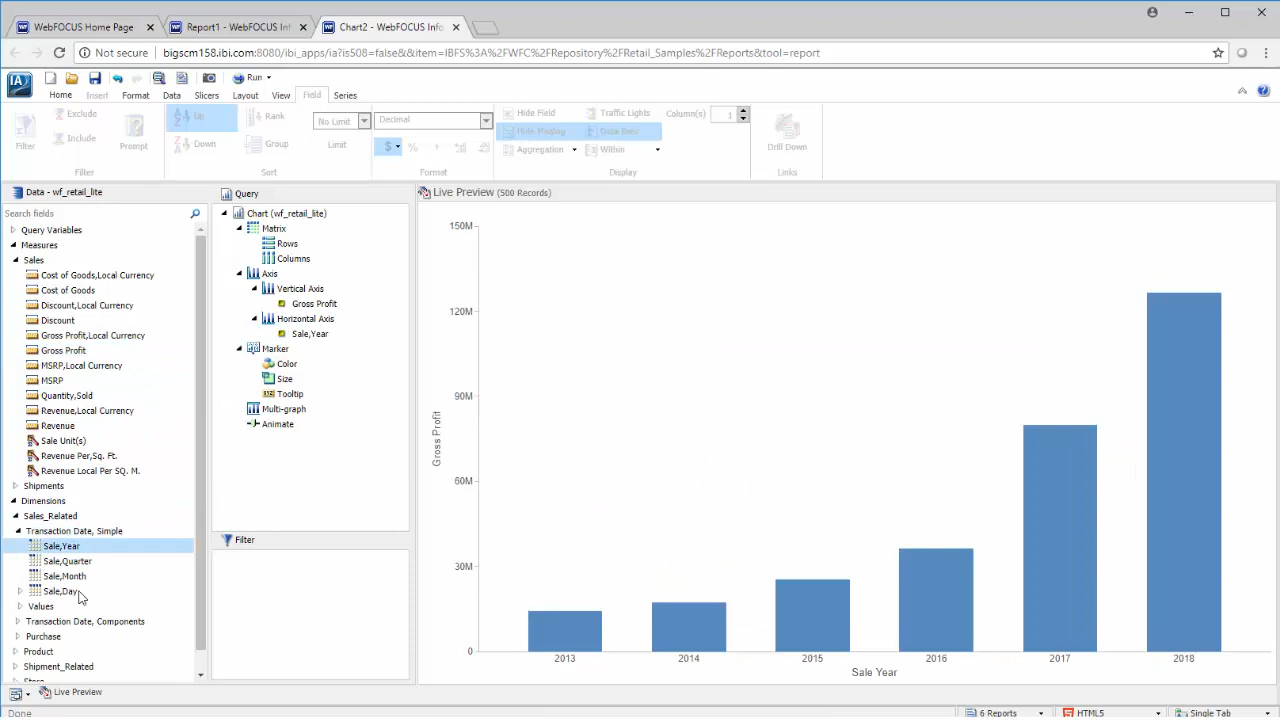 WebFOCUS Home Page
Report1 - WebFOCUS Inf
Chart2 - WebFOCUS Info
Not secure
bigscm158.ibi.com:8080/ibi_apps/ia?is508=false&&item=IBFS%3A%2FWFC%2FRepository%2FRetail_Samples%2FReports&tool=report
IA
Run
Home
Insert
Format
Data
Slicers
Layout
View
Field
Series
Filter
Exclude
Include
Prompt
Filter
Up
Down
Rank
Group
Sort
No Limit
Limit
Decimal
$
%
Format
Hide Field
Hide Missing
Aggregation
Traffic Lights
Data Bars
Within
Column(s)
1
Display
Drill Down
Links
Data - wf_retail_lite
Search fields
Query Variables
Measures
Sales
Cost of Goods,Local Currency
Cost of Goods
Discount,Local Currency
Discount
Gross Profit,Local Currency
Gross Profit
MSRP,Local Currency
MSRP
Quantity,Sold
Revenue,Local Currency
Revenue
Sale Unit(s)
Revenue Per,Sq. Ft.
Revenue Local Per SQ. M.
Shipments
Dimensions
Sales_Related
Transaction Date, Simple
Sale,Year
Sale,Quarter
Sale,Month
Sale,Day
Values
Transaction Date, Components
Purchase
Product
Shipment_Related
Query
Chart (wf_retail_lite)
Matrix
Rows
Columns
Axis
Vertical Axis
Gross Profit
Horizontal Axis
Sale,Year
Marker
Color
Size
Tooltip
Multi-graph
Animate
Filter
Live Preview (500 Records)
150M
120M
90M
60M
30M
0
Gross Profit
2013
2014
2015
2016
2017
2018
Sale Year
Live Preview
Done
6 Reports
HTML5
Single Tab